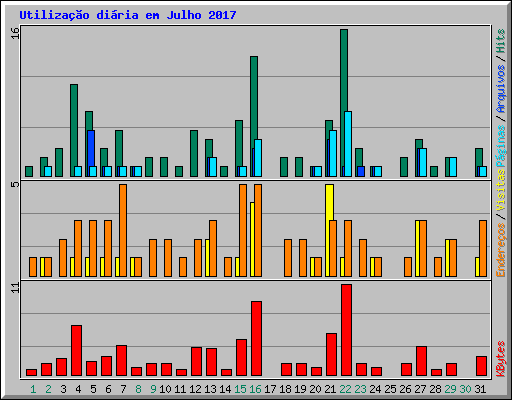 Utilização diária em Julho 2017
16
5
11
Páginas / Arquivos / Hits
Endereços / Visitas
KBytes
1 2 3 4 5 6 7 8 9 10 11 12 13 14 15 16 17 18 19 20 21 22 23 24 25 26 27 28 29 30 31